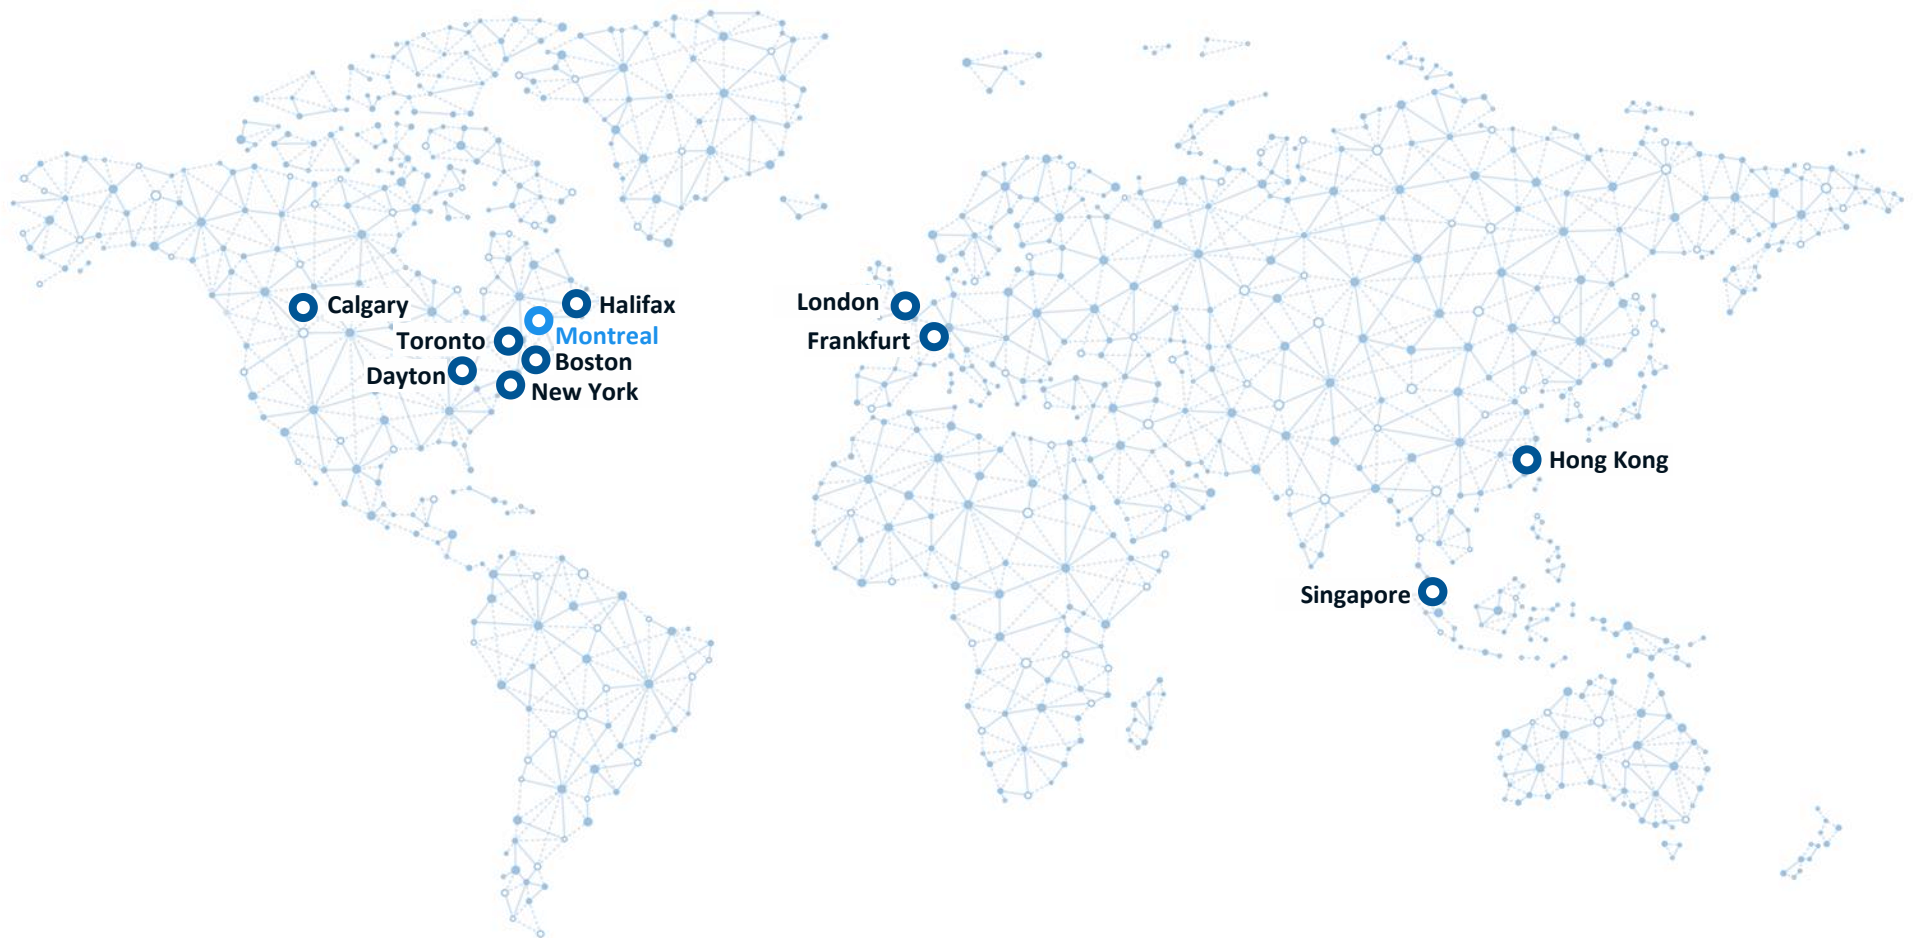 Calgary
Halifax
Montreal
Toronto
Boston
Dayton
New York
London
Frankfurt
Hong Kong
Singapore